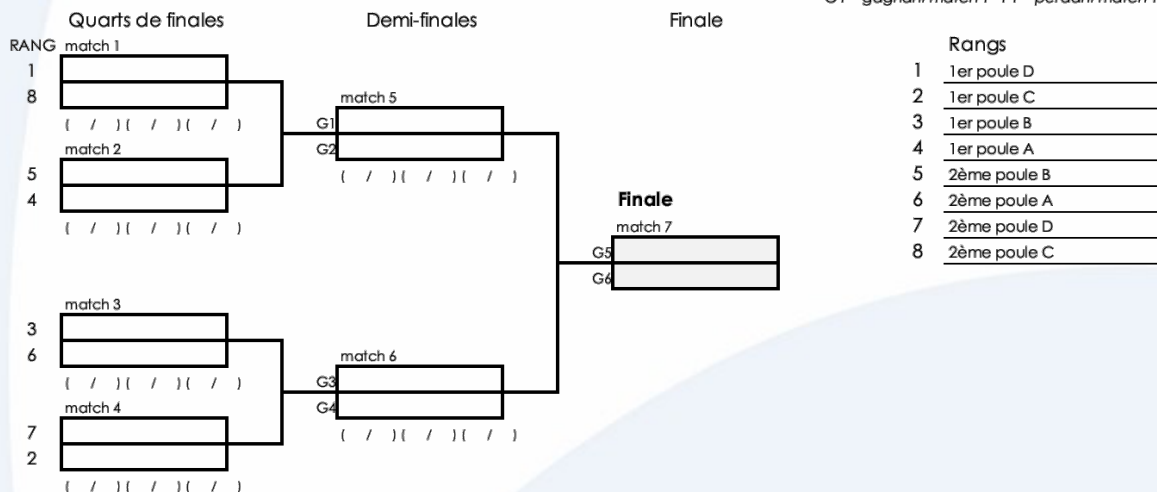 Quarts de finales
Demi-finales
Finale
RANG
match 1
1
8
( / )( / )( / )
match 2
5
4
( / )( / )( / )
match 3
3
6
( / )( / )( / )
match 4
7
2
( / )( / )( / )
match 5
G1
G2
( / )( / )( / )
match 6
G3
G4
( / )( / )( / )
Finale
match 7
G5
G6
Rangs
1 1er poule D
2 1er poule C
3 1er poule B
4 1er poule A
5 2ème poule B
6 2ème poule A
7 2ème poule D
8 2ème poule C